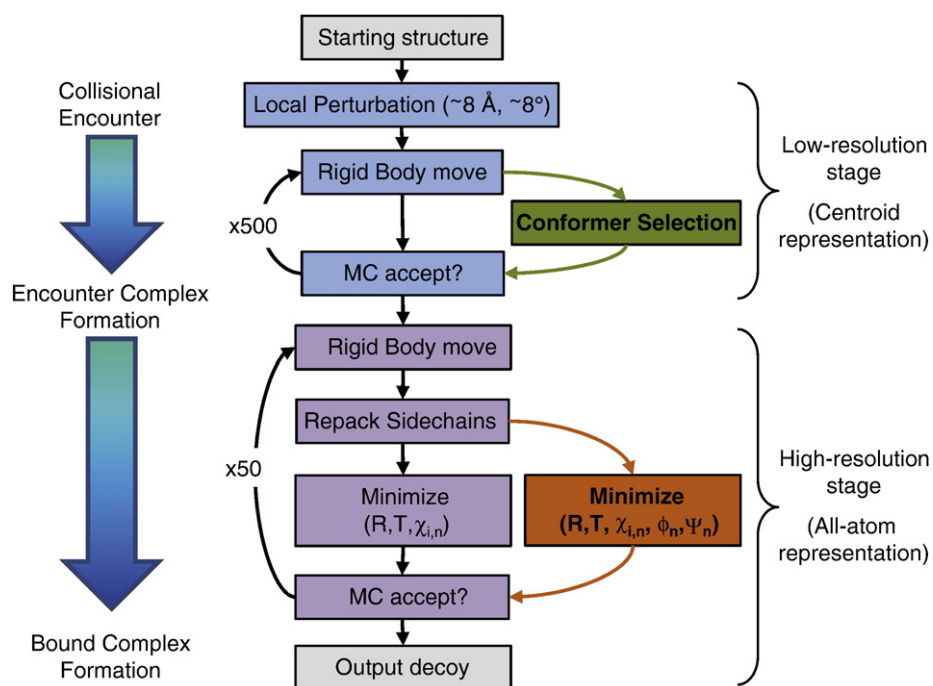 Starting structure
Collisional
Encounter
Local Perturbation (~8 Å, ~8°)
Rigid Body move
x500
Conformer Selection
MC accept?
Low-resolution
stage
(Centroid
representation)
Encounter Complex
Formation
Rigid Body move
Repack Sidechains
x50
Minimize
(R,T,χi,n)
Minimize
(R,T, χi,n, ϕn,Ψn)
MC accept?
High-resolution
stage
(All-atom
representation)
Bound Complex
Formation
Output decoy